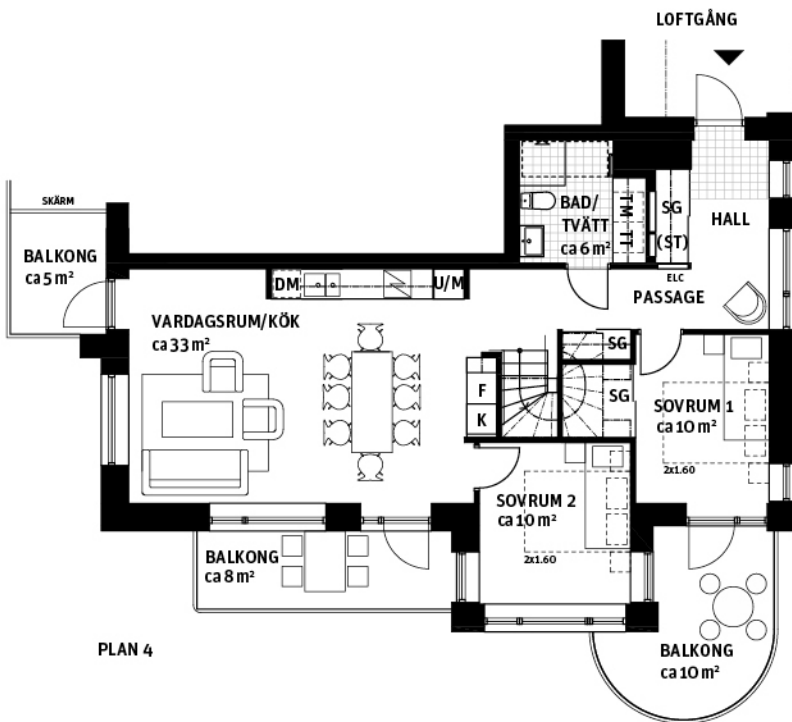 LOFTGÅNG
SKÄRM
BALKONG
ca 5 m²
BAD/
TVÄTT
ca 6 m²
TM TT
SG
(ST)
HALL
ELC
PASSAGE
DM
U/M
VARDAGSRUM/KÖK
ca 33 m²
SG
F
K
SG
SOVRUM 1
ca 10 m²
2x1.60
SOVRUM 2
ca 10 m²
2x1.60
BALKONG
ca 8 m²
BALKONG
ca 10 m²
PLAN 4